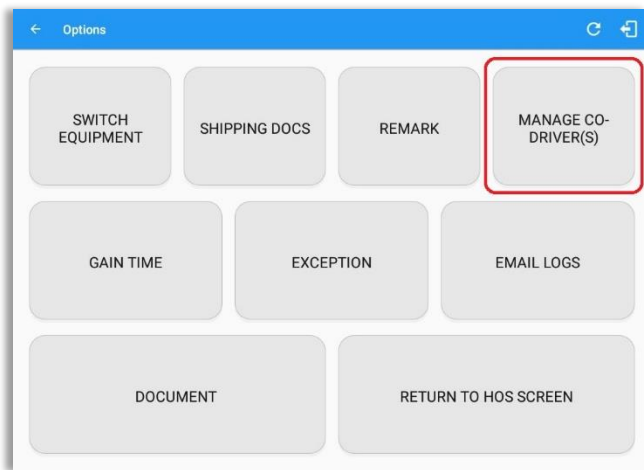 Options
SWITCH
EQUIPMENT
SHIPPING DOCS
REMARK
MANAGE CO-
DRIVER(S)
GAIN TIME
EXCEPTION
EMAIL LOGS
DOCUMENT
RETURN TO HOS SCREEN